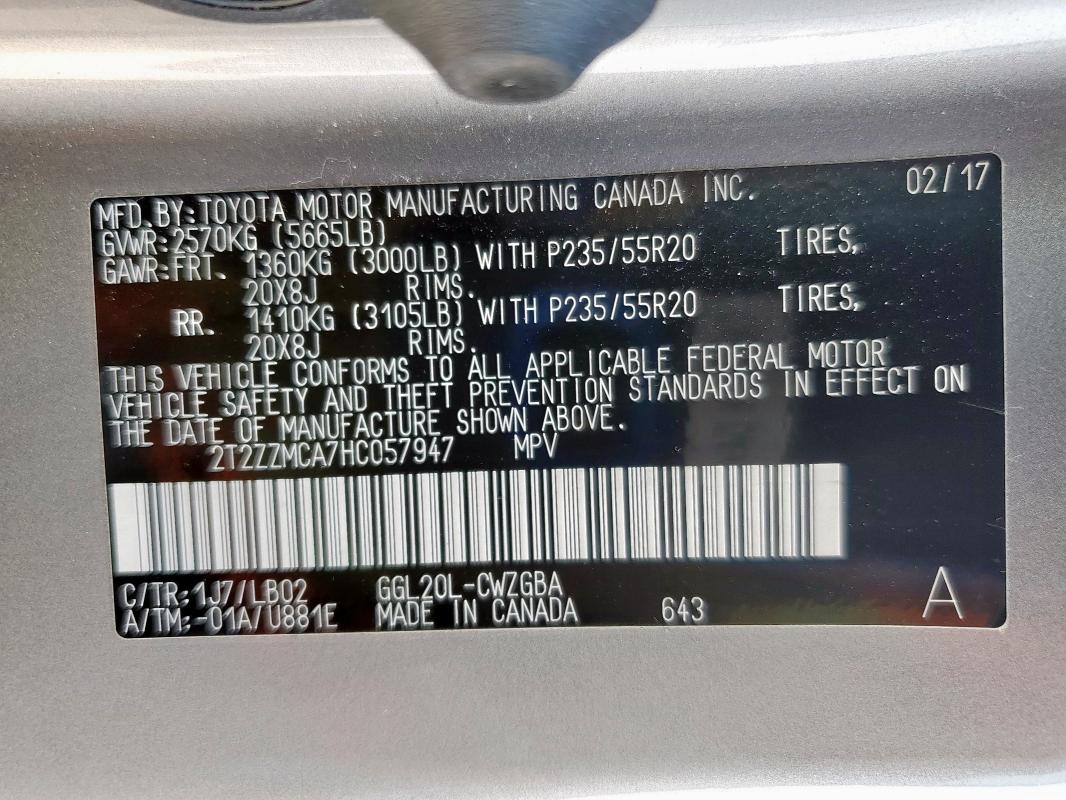 02/17
MFD.BY:TOYOTA MOTOR MANUFACTURING CANADA INC.
GVWR:2570KG (5665LB)
GAWR:FRT. 1360KG (3000LB) WITH P235/55R20 TIRES,
20X8J RIMS.
RR. 1410KG (3105LB) WITH P235/55R20 TIRES,
20X8J RIMS.
THIS VEHICLE CONFORMS TO ALL APPLICABLE FEDERAL MOTOR
VEHICLE SAFETY AND THEFT PREVENTION STANDARDS IN EFFECT ON
THE DATE OF MANUFACTURE SHOWN ABOVE.
2T2ZZMCA7HC057947 MPV
C/TR:1J7/LB02 GGL20L-CWZGBA
A/TM:-01A/U881E MADE IN CANADA 643 A